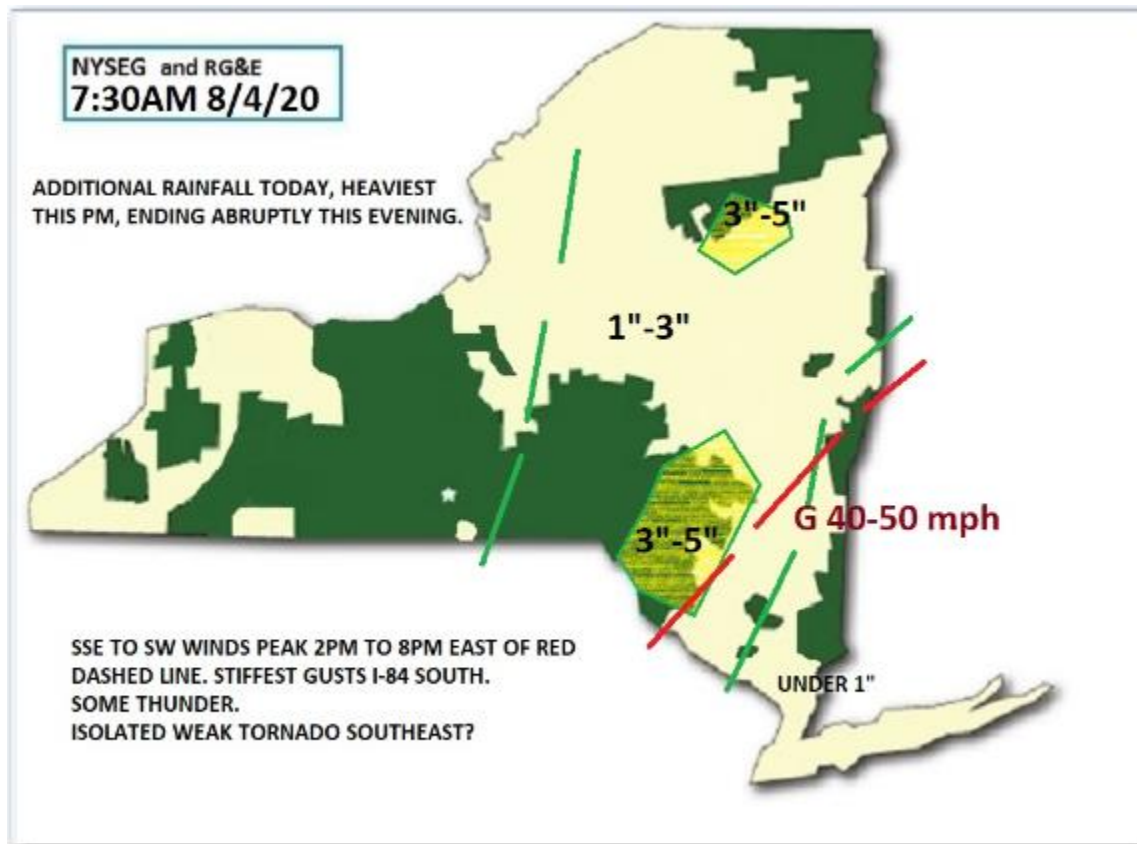 NYSEG and RG&E
7:30AM 8/4/20
ADDITIONAL RAINFALL TODAY, HEAVIEST
THIS PM, ENDING ABRUPTLY THIS EVENING.
3"-5"
1"-3"
G 40-50 mph
3"-5"
SSE TO SW WINDS PEAK 2PM TO 8PM EAST OF RED
DASHED LINE. STIFFEST GUSTS I-84 SOUTH.
SOME THUNDER.
ISOLATED WEAK TORNADO SOUTHEAST?
UNDER 1"